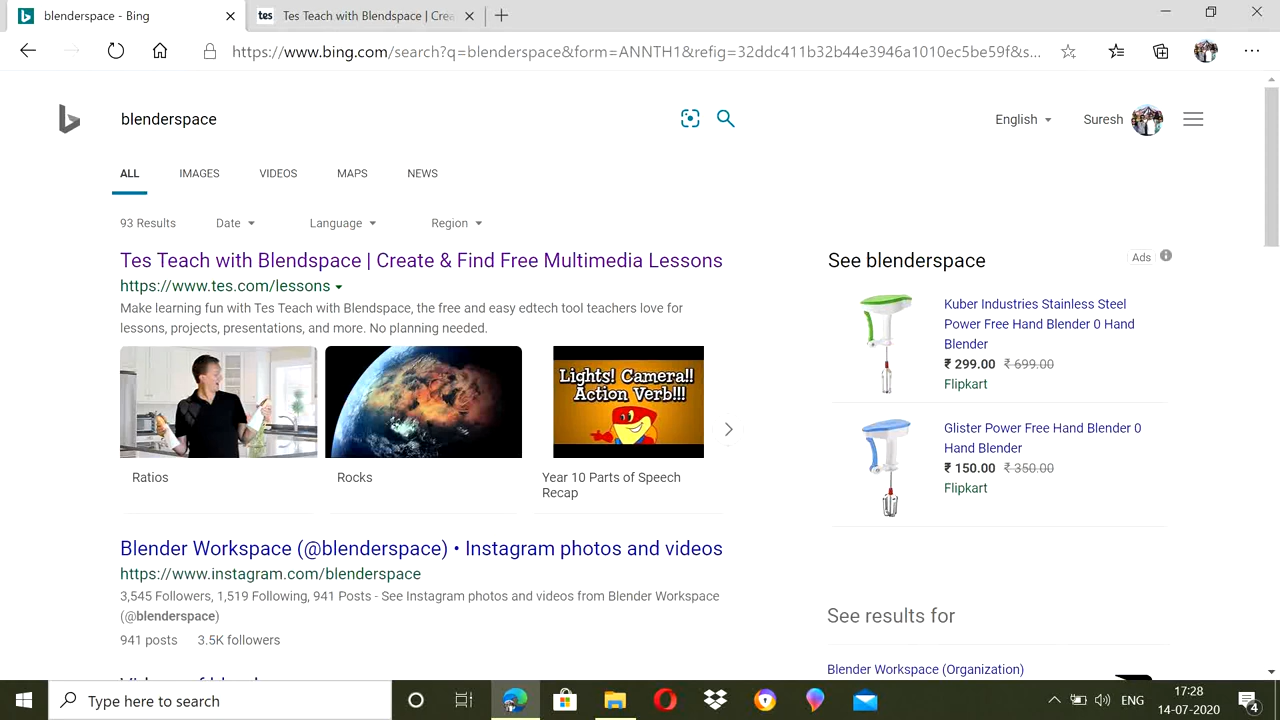 blenderspace - Bing
tes Tes Teach with Blendspace | Crea
https://www.bing.com/search?q=blenderspace&form=ANNTH1&refig=32ddc411b32b44e3946a1010ec5be59f&s...
blenderspace
English
Suresh
ALL IMAGES VIDEOS MAPS NEWS
93 Results Date Language Region
Tes Teach with Blendspace | Create & Find Free Multimedia Lessons
https://www.tes.com/lessons
Make learning fun with Tes Teach with Blendspace, the free and easy edtech tool teachers love for
lessons, projects, presentations, and more. No planning needed.
Lights! Camera!!
Action Verb!!!
Ratios
Rocks
Year 10 Parts of Speech
Recap
Blender Workspace (@blenderspace) • Instagram photos and videos
https://www.instagram.com/blenderspace
3,545 Followers, 1,519 Following, 941 Posts - See Instagram photos and videos from Blender Workspace
(@blenderspace)
941 posts 3.5K followers
See blenderspace
Ads
Kuber Industries Stainless Steel
Power Free Hand Blender 0 Hand
Blender
₹ 299.00 ₹ 699.00
Flipkart
Glister Power Free Hand Blender 0
Hand Blender
₹ 150.00 ₹ 350.00
Flipkart
See results for
Blender Workspace (Organization)
Type here to search
ENG
17:28
14-07-2020
4